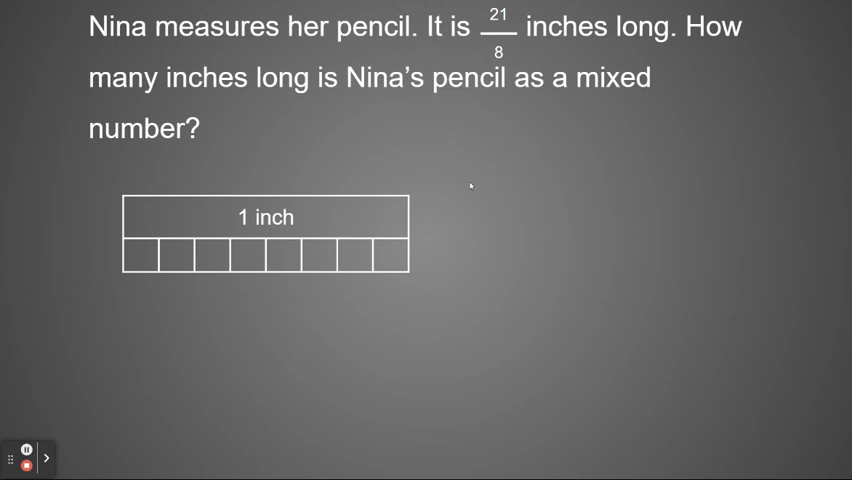 Nina measures her pencil. It is 21/8 inches long. How
many inches long is Nina’s pencil as a mixed
number?
1 inch